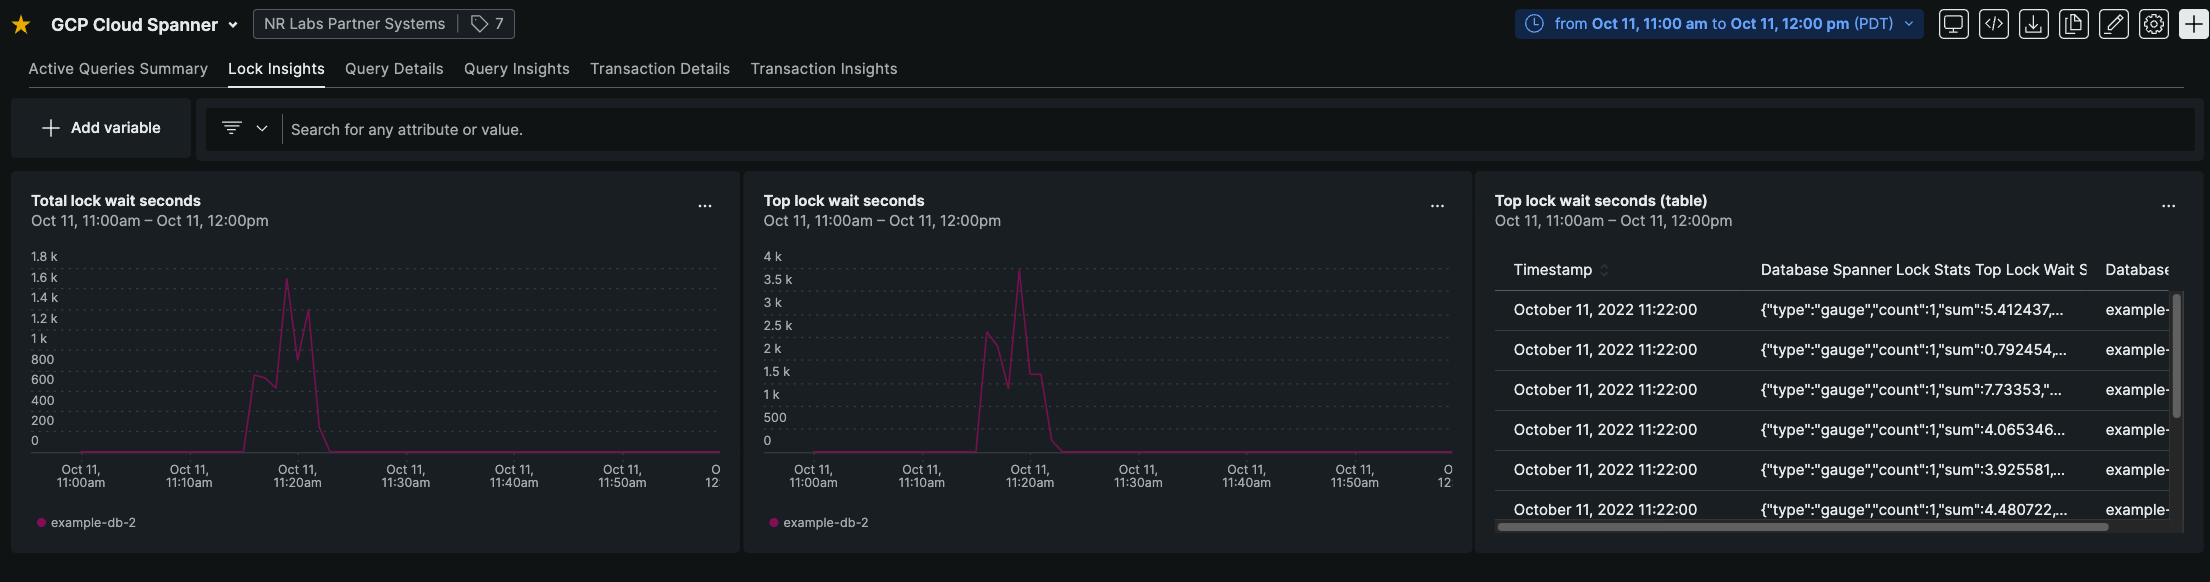 GCP Cloud Spanner
NR Labs Partner Systems 7
from Oct 11, 11:00 am to Oct 11, 12:00 pm (PDT)
Active Queries Summary Lock Insights Query Details Query Insights Transaction Details Transaction Insights
Add variable
Search for any attribute or value.
Total lock wait seconds
Oct 11, 11:00am – Oct 11, 12:00pm
...
1.8 k
1.6 k
1.4 k
1.2 k
1 k
800
600
400
200
0
Oct 11, Oct 11, Oct 11, Oct 11, Oct 11, Oct 11, O
11:00am 11:10am 11:20am 11:30am 11:40am 11:50am 12:
example-db-2
Top lock wait seconds
Oct 11, 11:00am – Oct 11, 12:00pm
...
4 k
3.5 k
3 k
2.5 k
2 k
1.5 k
1 k
500
0
Oct 11, Oct 11, Oct 11, Oct 11, Oct 11, Oct 11, O
11:00am 11:10am 11:20am 11:30am 11:40am 11:50am 12:
example-db-2
Top lock wait seconds (table)
Oct 11, 11:00am – Oct 11, 12:00pm
...
Timestamp Database Spanner Lock Stats Top Lock Wait S Database
October 11, 2022 11:22:00 {"type":"gauge","count":1,"sum":5.412437,... example-
October 11, 2022 11:22:00 {"type":"gauge","count":1,"sum":0.792454,... example-
October 11, 2022 11:22:00 {"type":"gauge","count":1,"sum":7.73353,"... example-
October 11, 2022 11:22:00 {"type":"gauge","count":1,"sum":4.065346... example-
October 11, 2022 11:22:00 {"type":"gauge","count":1,"sum":3.925581,... example-
October 11, 2022 11:22:00 {"type":"gauge","count":1,"sum":4.480722,... example-